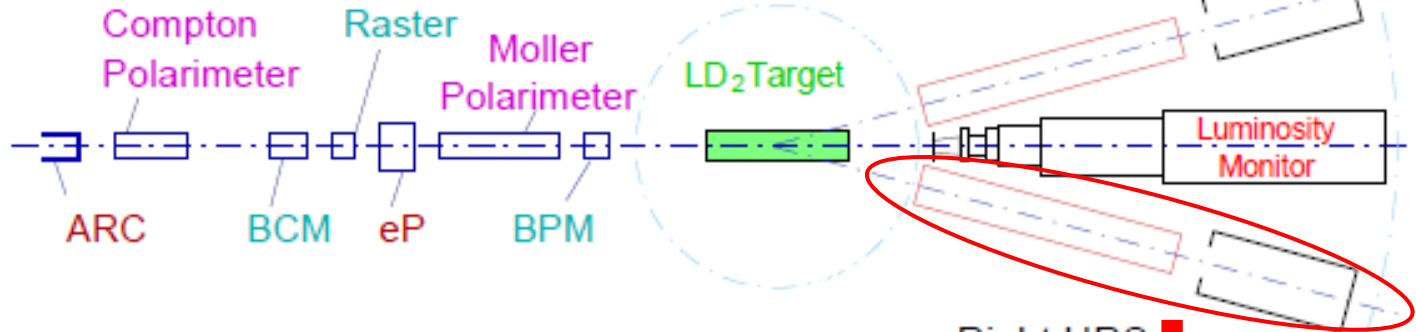 Compton
Polarimeter
Raster
Moller
Polarimeter
LD₂Target
Luminosity
Monitor
ARC
BCM
eP
BPM